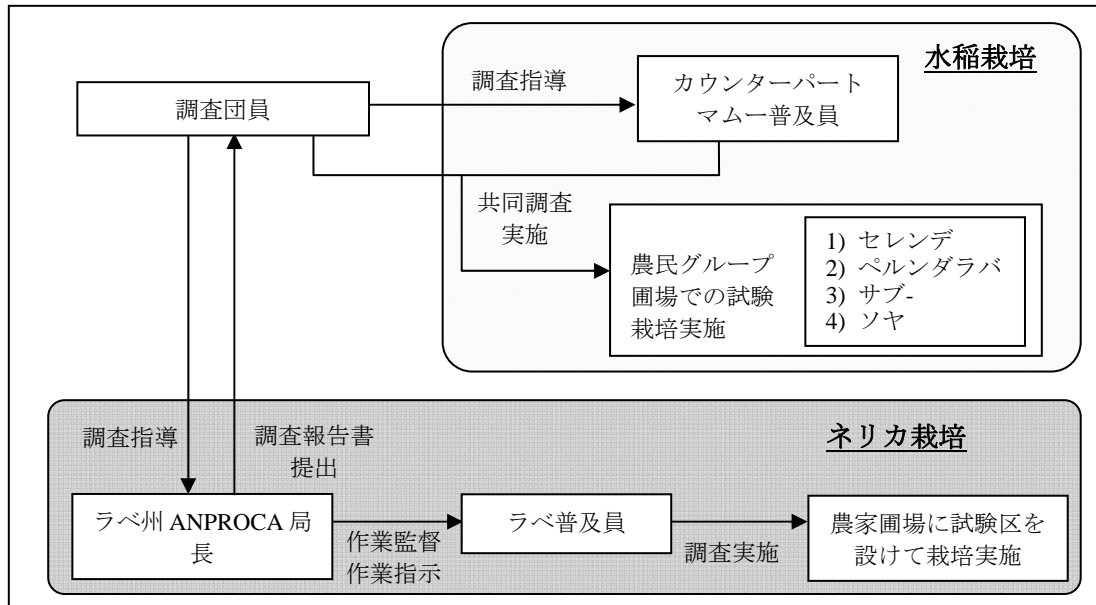 水稲栽培
調査団員
調査指導
カウンターパート
マムー普及員
共同調査
実施
農民グループ
圃場での試験
栽培実施
1) セレンデ
2) ペルンダラバ
3) サブ-
4) ソヤ
ネリカ栽培
調査指導
調査報告書
提出
ラベ州 ANPROCA 局
長
作業監督
作業指示
ラベ普及員
調査実施
農家圃場に試験区を
設けて栽培実施